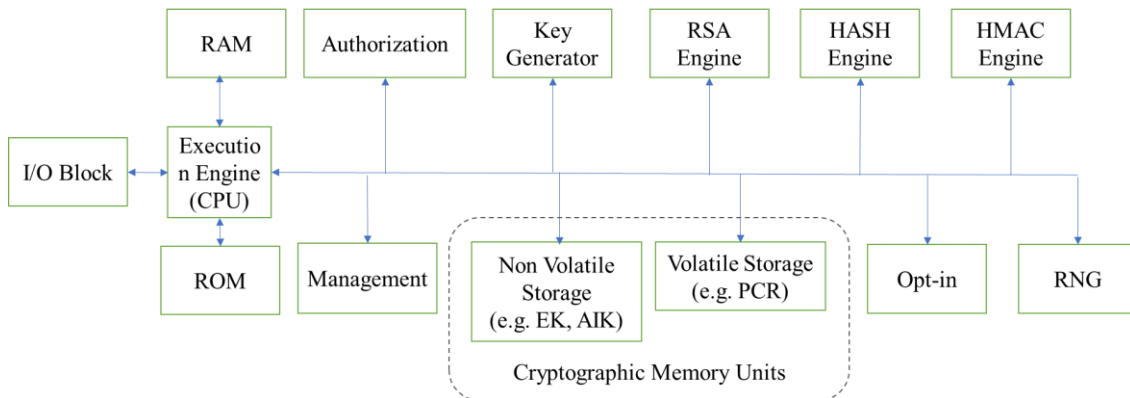 RAM
Authorization
Key
Generator
RSA
Engine
HASH
Engine
HMAC
Engine
I/O Block
Executio
n Engine
(CPU)
ROM
Management
Non Volatile
Storage
(e.g. EK, AIK)
Volatile Storage
(e.g. PCR)
Opt-in
RNG
Cryptographic Memory Units